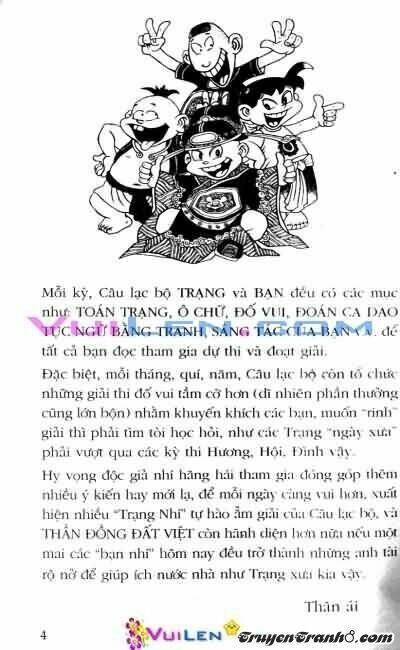 Mỗi kỳ, Câu lạc bộ TRẠNG và BẠN đều có các mục
như: TOÁN TRẠNG, Ô CHỮ, ĐỐ VUI, ĐOÁN CA DAO
TỤC NGỮ BẰNG TRANH, SÁNG TÁC CỦA BẠN V.V. để
tất cả bạn đọc tham gia dự thi và đoạt giải.
Đặc biệt, mỗi tháng, quí, năm, Câu lạc bộ còn tổ chức
những giải thi đố vui tầm cỡ hơn (dĩ nhiên phần thưởng
cũng lớn bộn) nhằm khuyến khích các bạn, muốn "rinh"
giải thì phải tìm tòi học hỏi, như các Trạng "ngày xưa"
phải vượt qua các kỳ thi Hương, Hội, Đình vậy.
Hy vọng độc giả nhí hăng hái tham gia đóng góp thêm
nhiều ý kiến hay mới lạ, để mỗi ngày càng vui hơn, xuất
hiện nhiều "Trạng Nhí" tự hào ẵm giải của Câu lạc bộ, và
THẦN ĐỒNG ĐẤT VIỆT còn hãnh diện hơn nữa nếu một
mai các "bạn nhí" hôm nay đều trở thành những anh tài
rộ nở để giúp ích nước nhà như Trạng xưa kia vậy.
Thân ái
4
VUILEN
TruyenTranh8.com